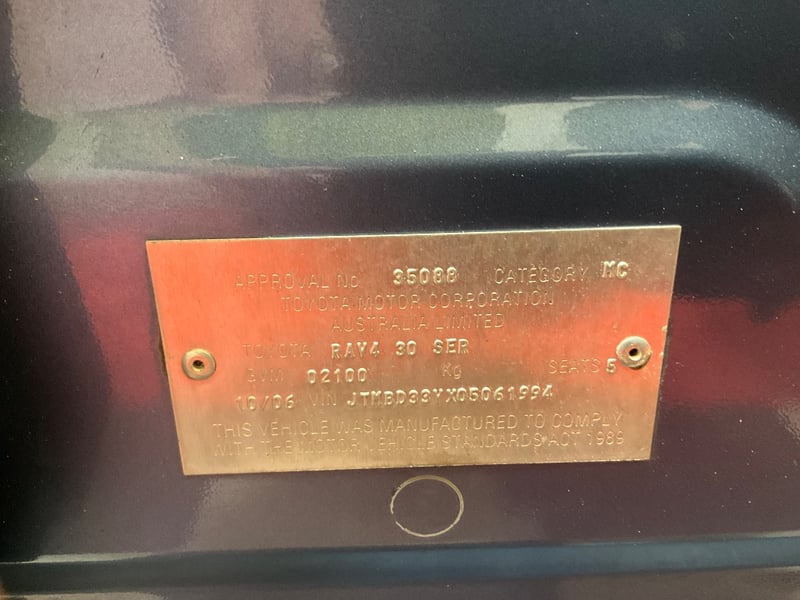 APPROVAL No 35088 CATEGORY MC
TOYOTA MOTOR CORPORATION
AUSTRALIA LIMITED
TOYOTA RAV4 30 SER
GVM 02100 Kg SEATS 5
10/06 VIN JTMBD33VX05061994
THIS VEHICLE WAS MANUFACTURED TO COMPLY
WITH THE MOTOR VEHICLE STANDARDS ACT 1989